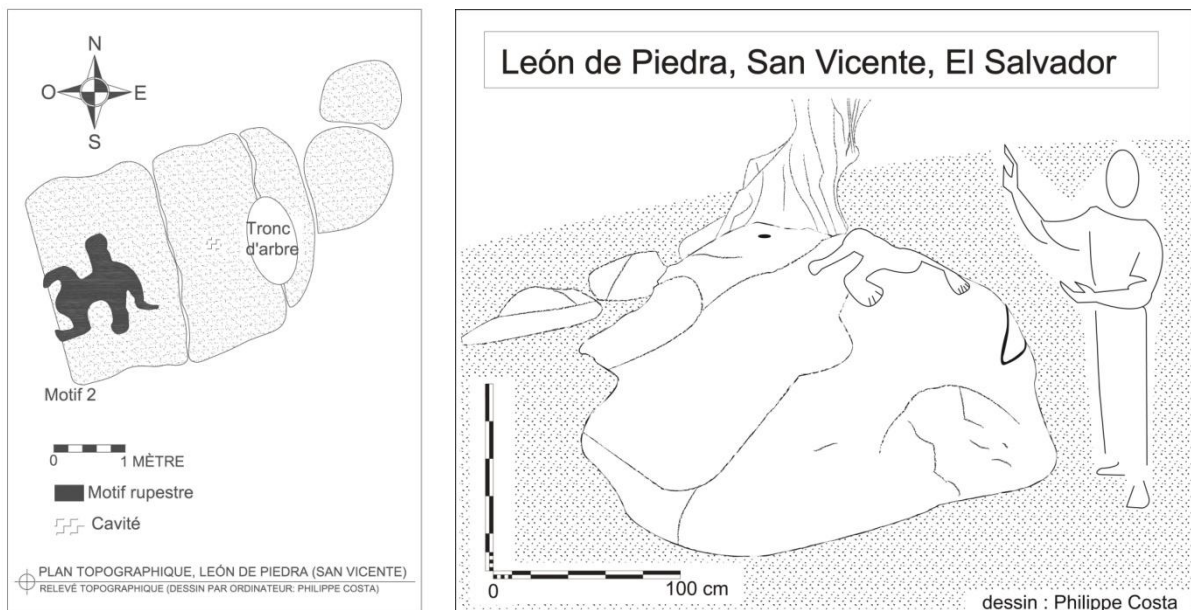 N
O E
S
Tronc
d'arbre
Motif 2
0 1 MÈTRE
Motif rupestre
Cavité
PLAN TOPOGRAPHIQUE, LEÓN DE PIEDRA (SAN VICENTE)
RELEVÉ TOPOGRAPHIQUE (DESSIN PAR ORDINATEUR: PHILIPPE COSTA)
León de Piedra, San Vicente, El Salvador
0 100 cm
dessin : Philippe Costa